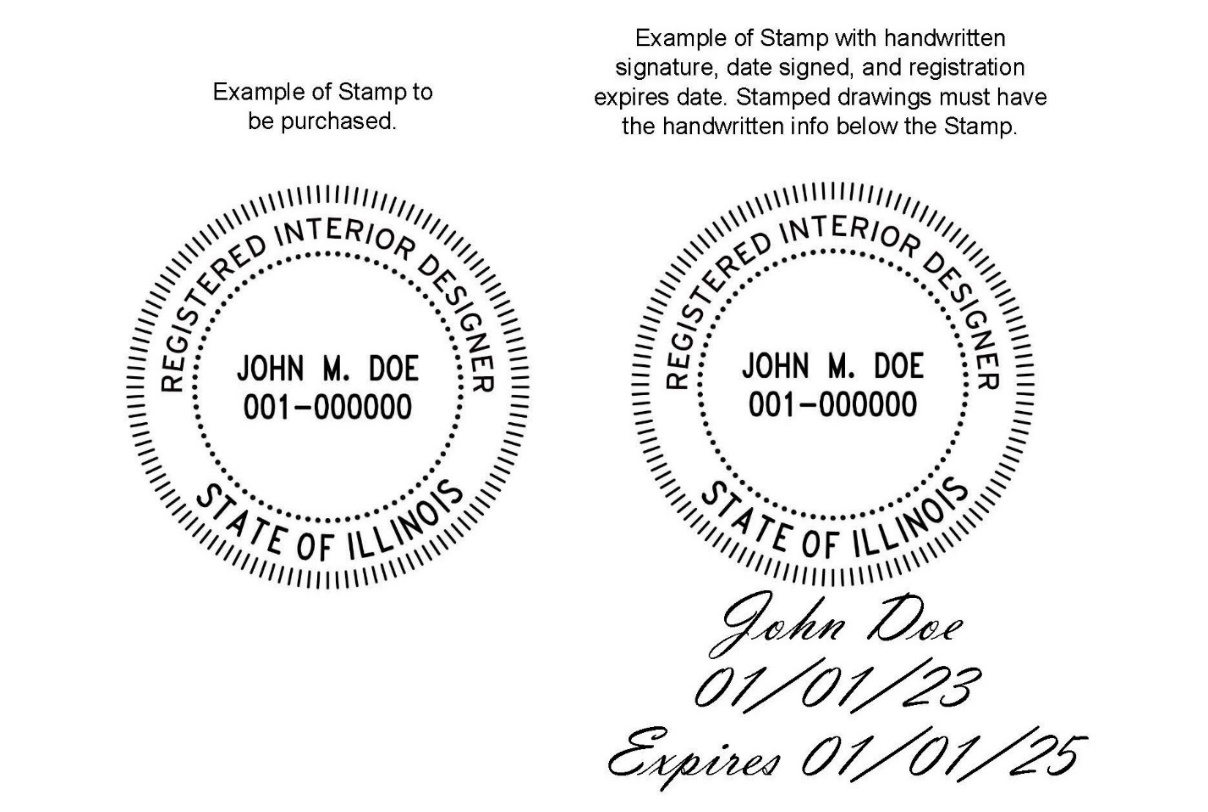 Example of Stamp to
be purchased.
REGISTERED INTERIOR DESIGNER
JOHN M. DOE
001-000000
STATE OF ILLINOIS
Example of Stamp with handwritten
signature, date signed, and registration
expires date. Stamped drawings must have
the handwritten info below the Stamp.
REGISTERED INTERIOR DESIGNER
JOHN M. DOE
001-000000
STATE OF ILLINOIS
John Doe
01/01/23
Expires 01/01/25